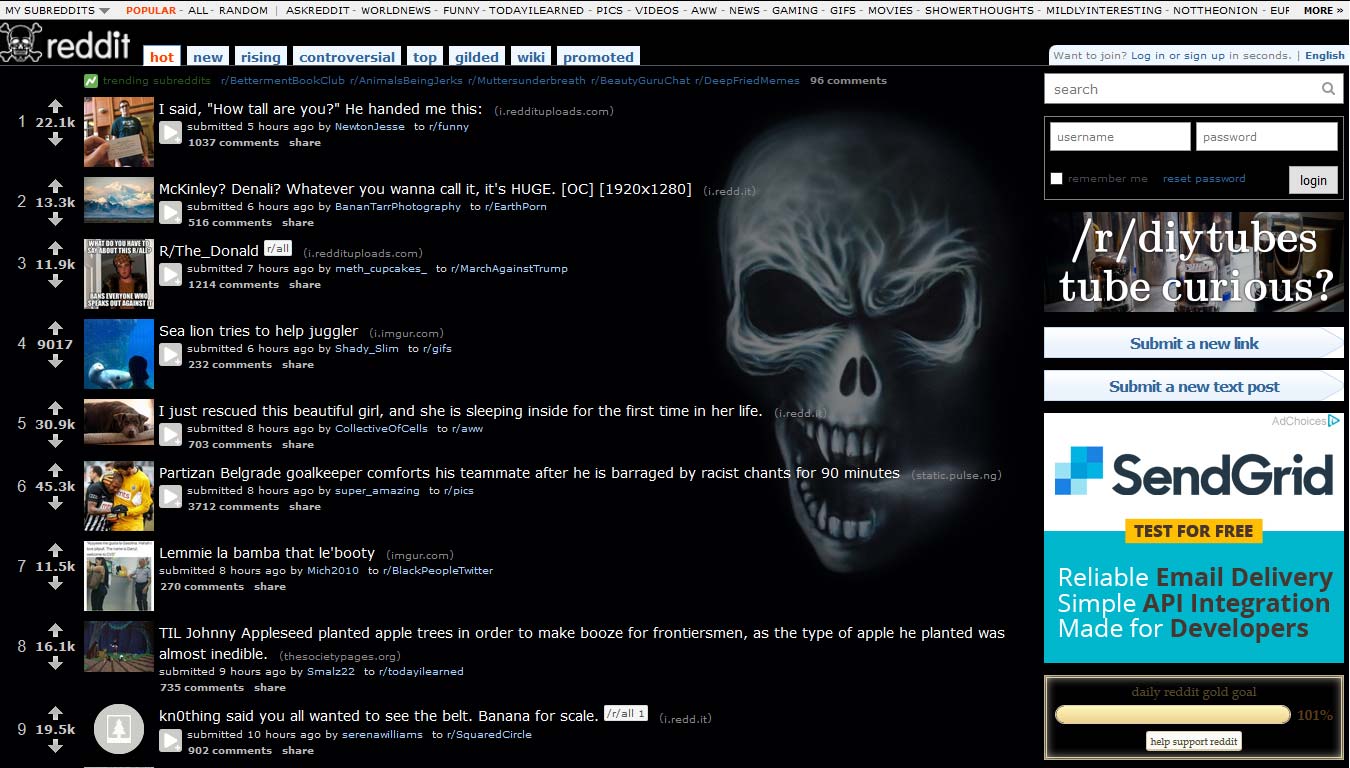 MY SUBREDDITS POPULAR - ALL - RANDOM | ASKREDDIT - WORLDNEWS - FUNNY - TODAYILEARNED - PICS - VIDEOS - AWW - NEWS - GAMING - GIFS - MOVIES - SHOWERTHOUGHTS - MILDLYINTERESTING - NOTTHEONION - EUF MORE »
reddit hot new rising controversial top gilded wiki promoted
Want to join? Log in or sign up in seconds. | English
trending subreddits r/BettermentBookClub r/AnimalsBeingJerks r/Muttersunderbreath r/BeautyGuruChat r/DeepFriedMemes 96 comments
1 22.1k
I said, "How tall are you?" He handed me this: (i.reddituploads.com)
submitted 5 hours ago by NewtonJesse to r/funny
1037 comments share
2 13.3k
McKinley? Denali? Whatever you wanna call it, it's HUGE. [OC] [1920x1280] (i.redd.it)
submitted 6 hours ago by BananTarrPhotography to r/EarthPorn
516 comments share
3 11.9k
WHAT DO YOU HAVE TO
SAY ABOUT THIS R/ALL?
BANS EVERYONE WHO
SPEAKS OUT AGAINST IT
R/The_Donald r/all (i.reddituploads.com)
submitted 7 hours ago by meth_cupcakes_ to r/MarchAgainstTrump
1214 comments share
4 9017
Sea lion tries to help juggler (i.imgur.com)
submitted 6 hours ago by Shady_Slim to r/gifs
232 comments share
5 30.9k
I just rescued this beautiful girl, and she is sleeping inside for the first time in her life. (i.redd.it)
submitted 8 hours ago by CollectiveOfCells to r/aww
703 comments share
6 45.3k
Partizan Belgrade goalkeeper comforts his teammate after he is barraged by racist chants for 90 minutes (static.pulse.ng)
submitted 8 hours ago by super_amazing to r/pics
3712 comments share
7 11.5k
Lemmie la bamba that le'booty (imgur.com)
submitted 8 hours ago by Mich2010 to r/BlackPeopleTwitter
270 comments share
8 16.1k
TIL Johnny Appleseed planted apple trees in order to make booze for frontiersmen, as the type of apple he planted was
almost inedible. (thesocietypages.org)
submitted 9 hours ago by Smalz22 to r/todayilearned
735 comments share
9 19.5k
kn0thing said you all wanted to see the belt. Banana for scale. /r/all 1 (i.redd.it)
submitted 10 hours ago by serenawilliams to r/SquaredCircle
902 comments share
search
username password
remember me reset password login
/r/diytubes
tube curious?
Submit a new link
Submit a new text post
AdChoices
SendGrid
TEST FOR FREE
Reliable Email Delivery
Simple API Integration
Made for Developers
daily reddit gold goal
101%
help support reddit